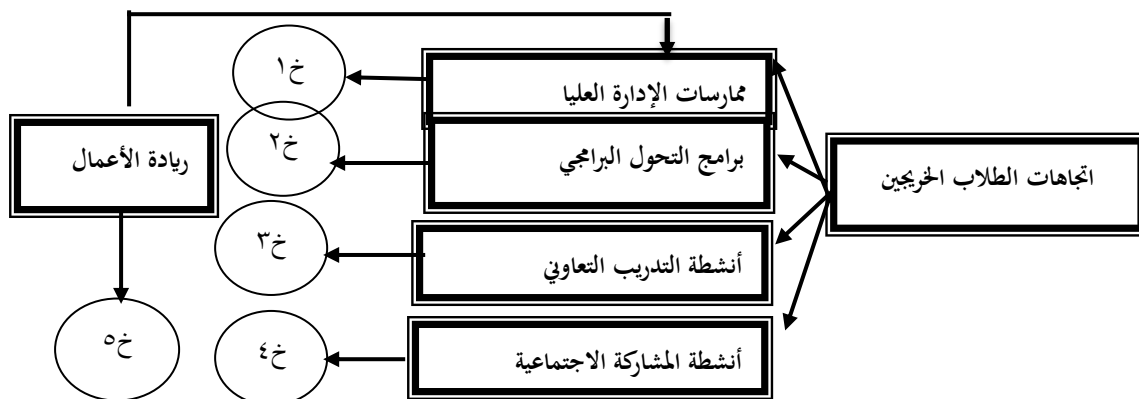 خ١
ممارسات الإدارة العليا
خ٢
برامج التحول البرامجي
ريادة الأعمال
اتجاهات الطلاب الخريجين
خ٣
أنشطة التدريب التعاوني
خ٤
أنشطة المشاركة الاجتماعية
خ٥